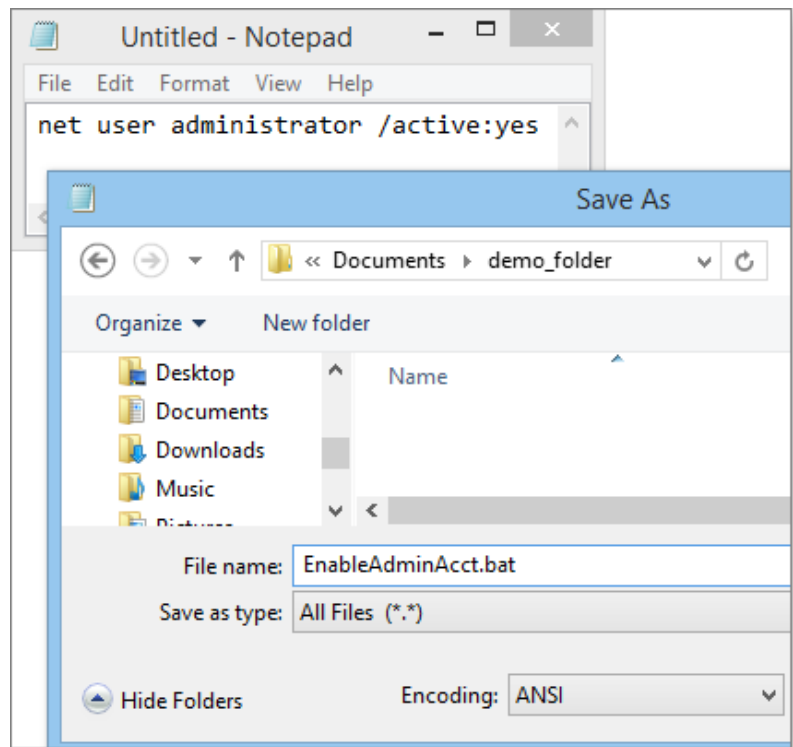 Untitled - Notepad
File Edit Format View Help
net user administrator /active:yes
Save As
« Documents demo_folder
Organize New folder
Desktop
Name
Documents
Downloads
Music
Pictures
File name: EnableAdminAcct.bat
Save as type: All Files (*.*)
Hide Folders
Encoding: ANSI